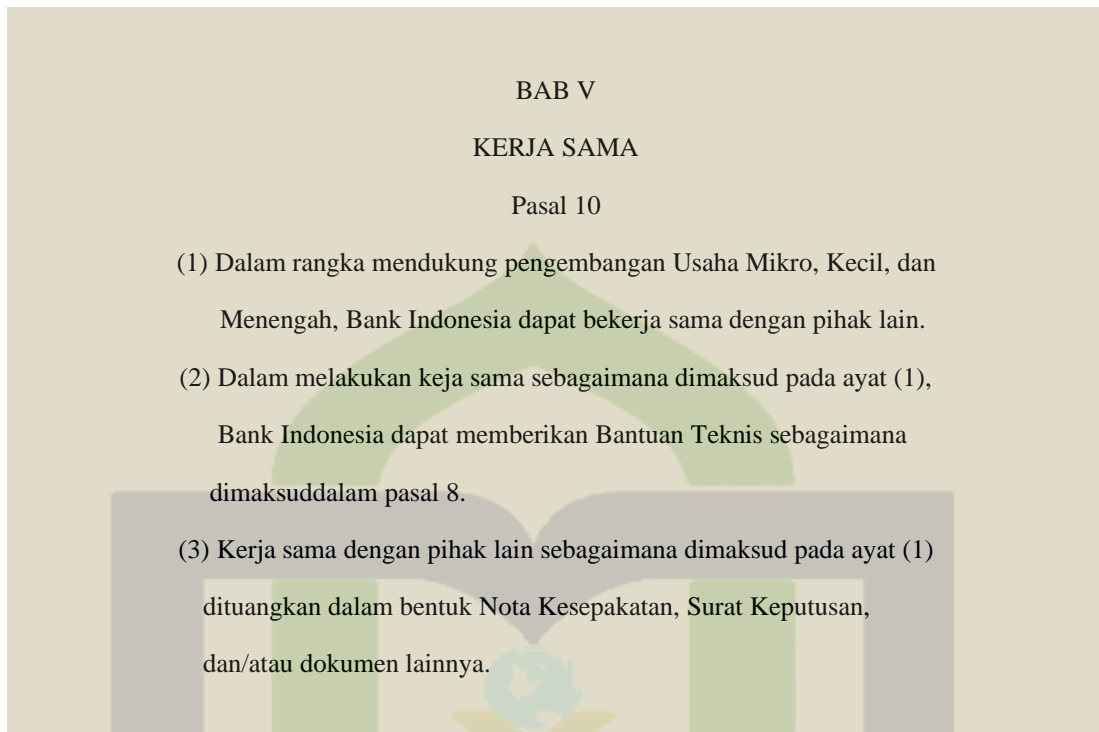 BAB V
KERJA SAMA
Pasal 10
(1) Dalam rangka mendukung pengembangan Usaha Mikro, Kecil, dan
Menengah, Bank Indonesia dapat bekerja sama dengan pihak lain.
(2) Dalam melakukan keja sama sebagaimana dimaksud pada ayat (1),
Bank Indonesia dapat memberikan Bantuan Teknis sebagaimana
dimaksuddalam pasal 8.
(3) Kerja sama dengan pihak lain sebagaimana dimaksud pada ayat (1)
dituangkan dalam bentuk Nota Kesepakatan, Surat Keputusan,
dan/atau dokumen lainnya.